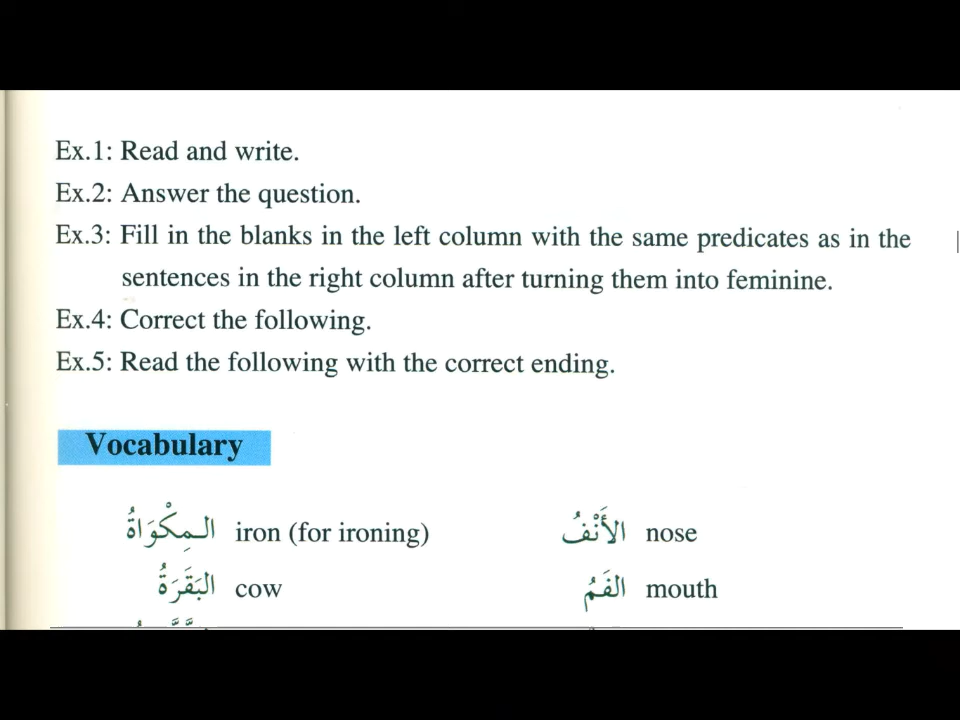 Ex.1: Read and write.
Ex.2: Answer the question.
Ex.3: Fill in the blanks in the left column with the same predicates as in the
sentences in the right column after turning them into feminine.
Ex.4: Correct the following.
Ex.5: Read the following with the correct ending.
Vocabulary
الـمِكْوَاةُ iron (for ironing) الأَنْفُ nose
البَقَرَةُ cow الفَمُ mouth